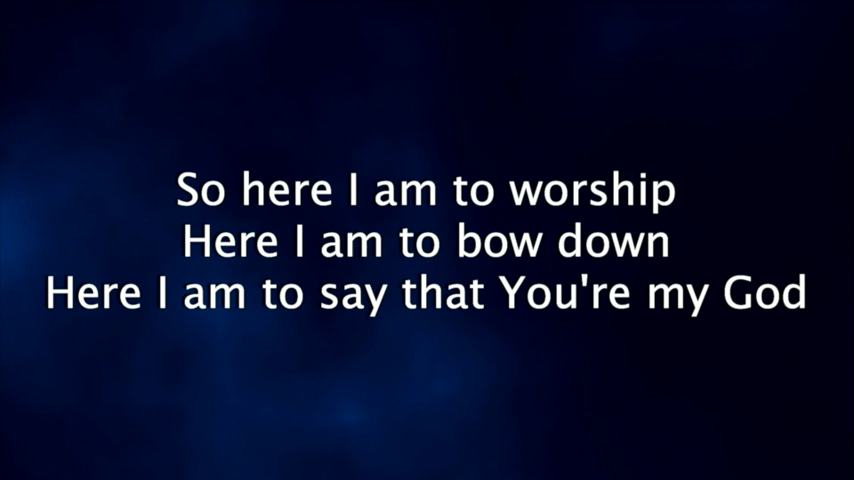 So here I am to worship
Here I am to bow down
Here I am to say that You're my God